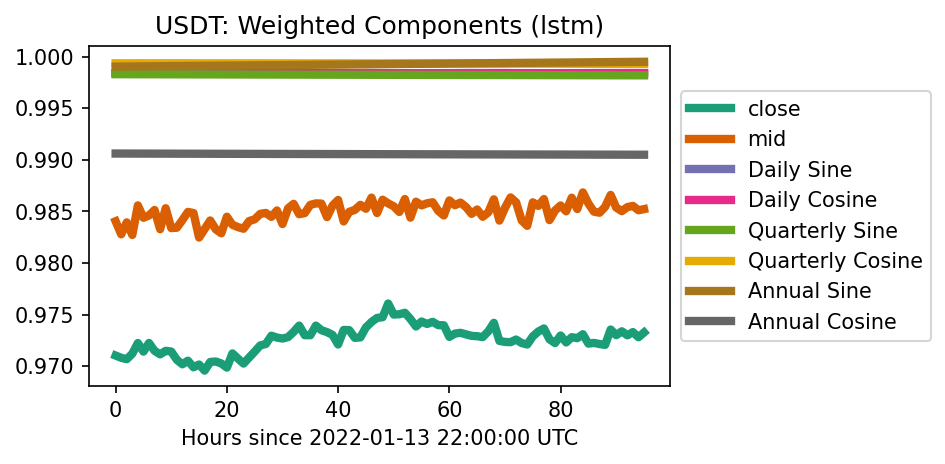 USDT: Weighted Components (lstm)
1.000
0.995
0.990
0.985
0.980
0.975
0.970
0 20 40 60 80
Hours since 2022-01-13 22:00:00 UTC
close
mid
Daily Sine
Daily Cosine
Quarterly Sine
Quarterly Cosine
Annual Sine
Annual Cosine